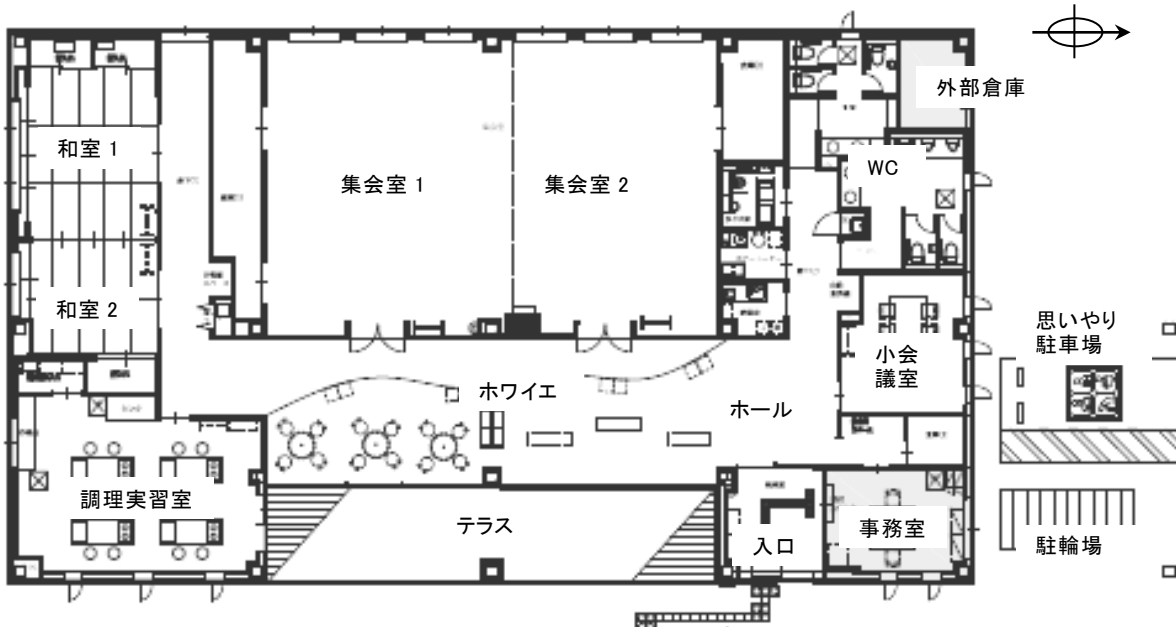 外部倉庫
和室 1
WC
集会室 1
集会室 2
和室 2
思いやり
駐車場
小会
議室
ホワイエ
ホール
調理実習室
テラス
事務室
入口
駐輪場